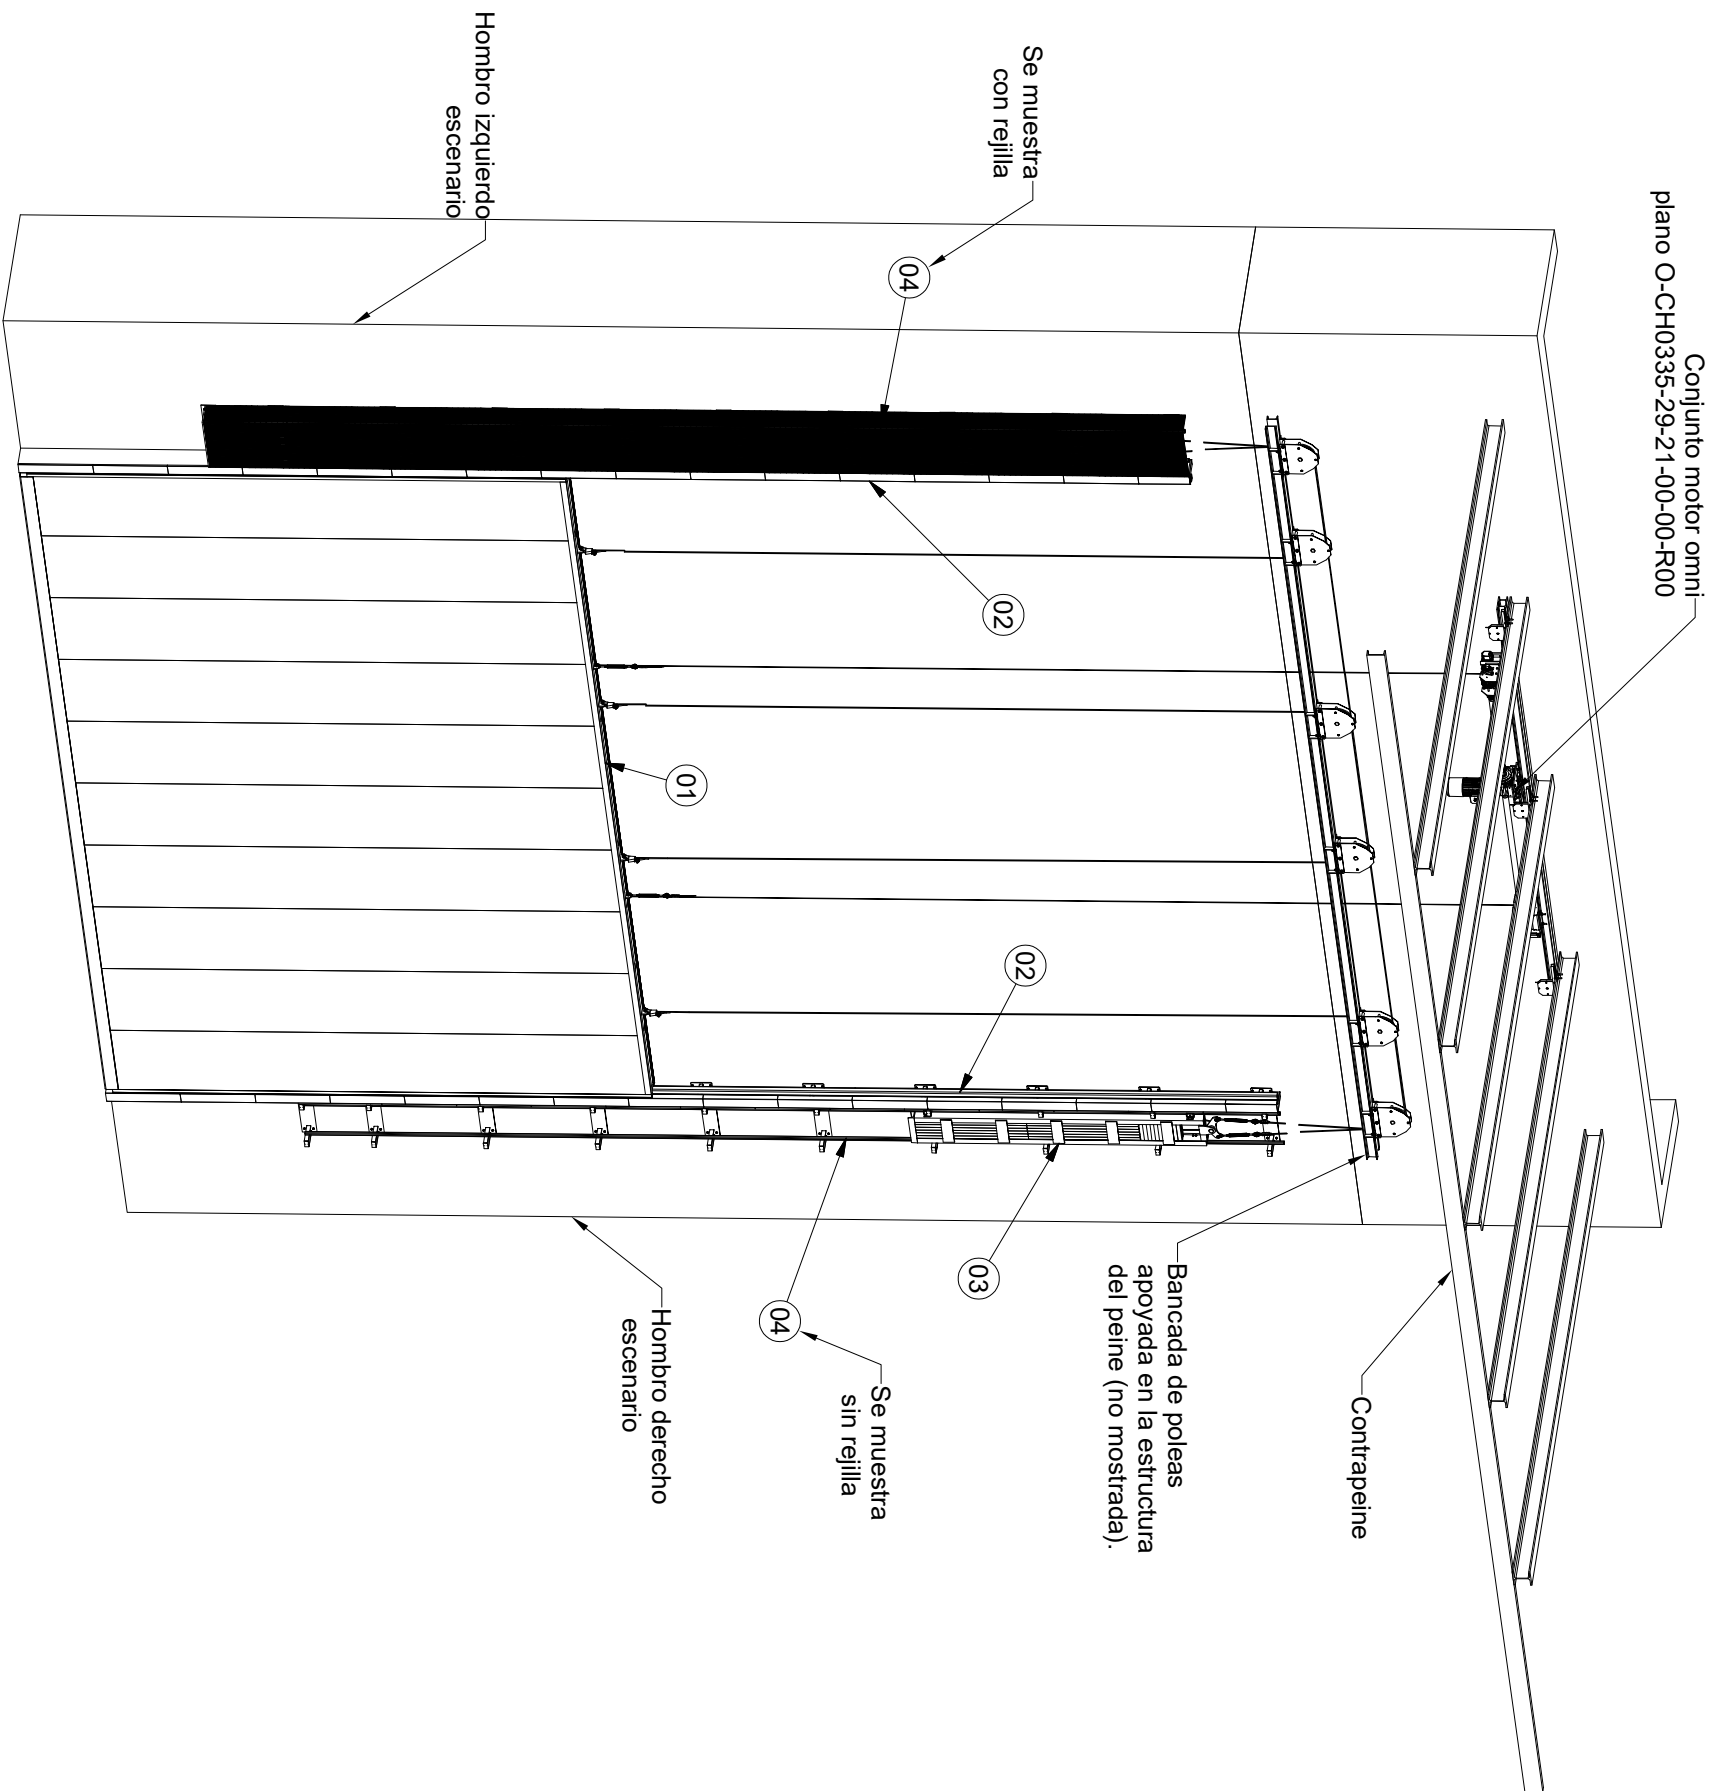 Conjunto motor omni
plano O-CH0335-29-21-00-00-R00
Se muestra
con rejilla
Hombro izquierdo
escenario
04
02
01
02
03
04
Contrapeine
Bancada de poleas
apoyada en la estructura
del peine (no mostrada).
Se muestra
sin rejilla
Hombro derecho
escenario